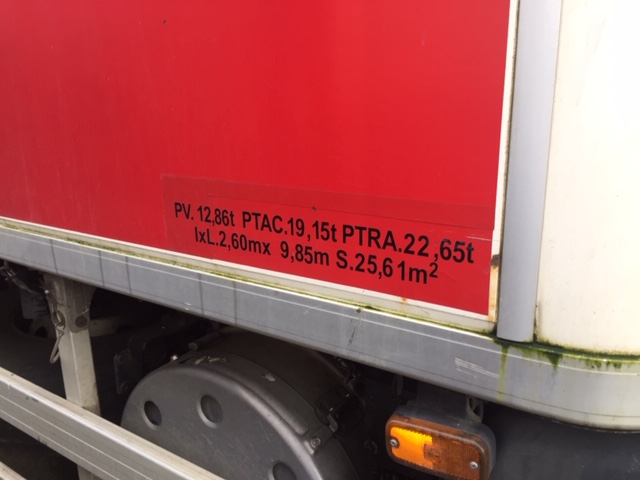 PV. 12,86t PTAC.19,15t PTRA.22,65t
lxL.2,60mx 9,85m S.25,61m²